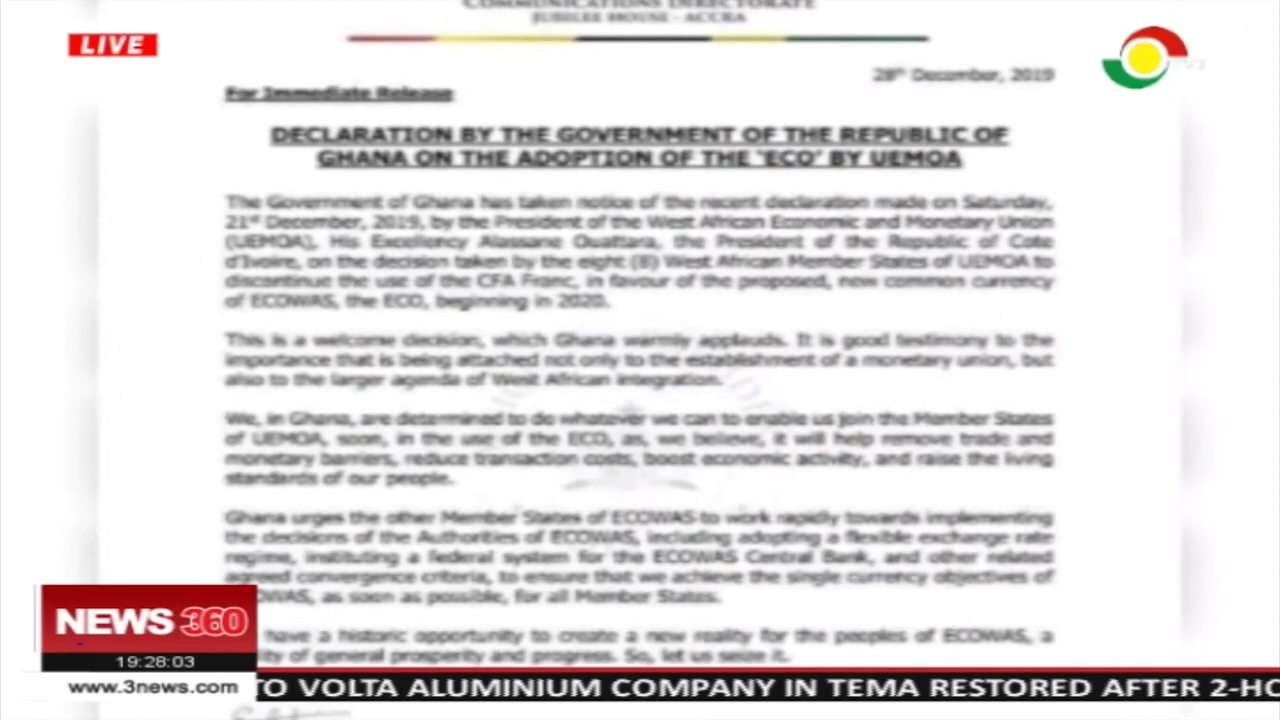 COMMUNICATIONS DIRECTORATE
JUBILEE HOUSE - ACCRA
LIVE
28th December, 2019
For Immediate Release
DECLARATION BY THE GOVERNMENT OF THE REPUBLIC OF
GHANA ON THE ADOPTION OF THE 'ECO' BY UEMOA
The Government of Ghana has taken notice of the recent declaration made on Saturday,
21st December, 2019, by the President of the West African Economic and Monetary Union
(UEMOA), His Excellency Alassane Ouattara, the President of the Republic of Cote
d'Ivoire, on the decision taken by the eight (8) West African Member States of UEMOA to
discontinue the use of the CFA Franc, in favour of the proposed, new common currency
of ECOWAS, the ECO, beginning in 2020.
This is a welcome decision, which Ghana warmly applauds. It is good testimony to the
importance that is being attached not only to the establishment of a monetary union, but
also to the larger agenda of West African integration.
We, in Ghana, are determined to do whatever we can to enable us join the Member States
of UEMOA, soon, in the use of the ECO, as, we believe, it will help remove trade and
monetary barriers, reduce transaction costs, boost economic activity, and raise the living
standards of our people.
Ghana urges the other Member States of ECOWAS to work rapidly towards implementing
the decisions of the Authorities of ECOWAS, including adopting a flexible exchange rate
regime, instituting a federal system for the ECOWAS Central Bank, and other related
agreed convergence criteria, to ensure that we achieve the single currency objectives of
OWAS, as soon as possible, for all Member States.
have a historic opportunity to create a new reality for the peoples of ECOWAS, a
ity of general prosperity and progress. So, let us seize it.
NEWS 360
19:28:03
www.3news.com
TO VOLTA ALUMINIUM COMPANY IN TEMA RESTORED AFTER 2-HO